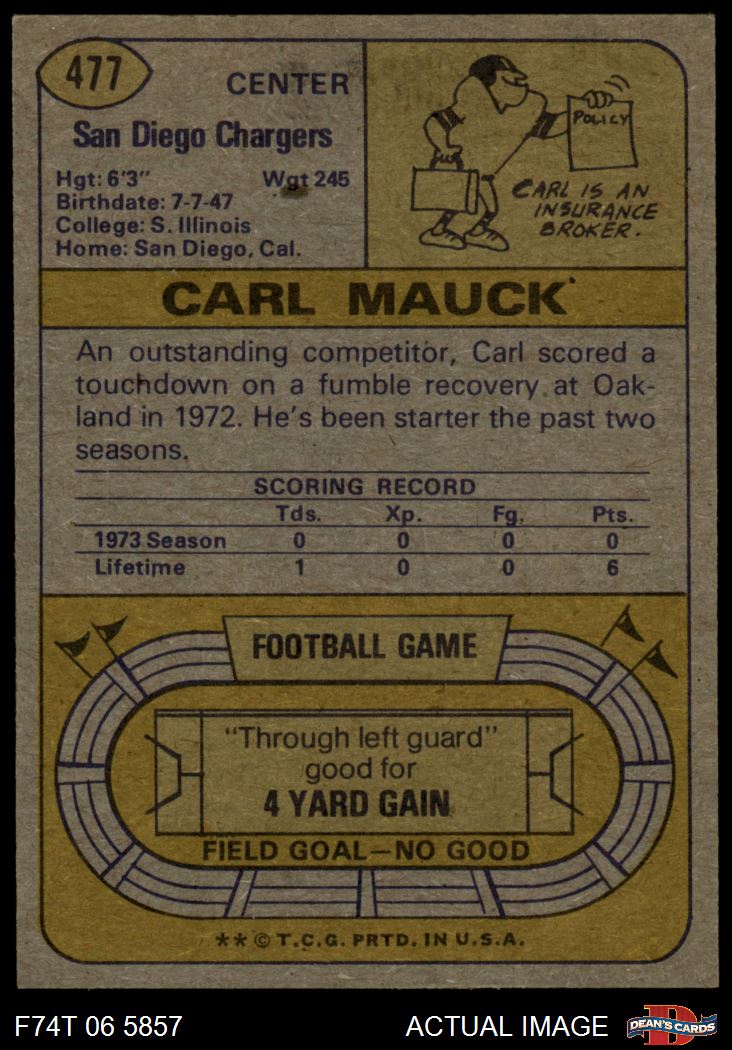 477
CENTER
San Diego Chargers
Hgt: 6'3" Wgt 245
Birthdate: 7-7-47
College: S. Illinois
Home: San Diego, Cal.
POLICY
CARL IS AN
INSURANCE
BROKER.
CARL MAUCK
An outstanding competitor, Carl scored a
touchdown on a fumble recovery at Oak-
land in 1972. He's been starter the past two
seasons.
SCORING RECORD
Tds. Xp. Fg. Pts.
1973 Season 0 0 0 0
Lifetime 1 0 0 6
FOOTBALL GAME
"Through left guard"
good for
4 YARD GAIN
FIELD GOAL—NO GOOD
** © T.C.G. PRTD. IN U.S.A.
F74T 06 5857
ACTUAL IMAGE
D
DEAN'S CARDS